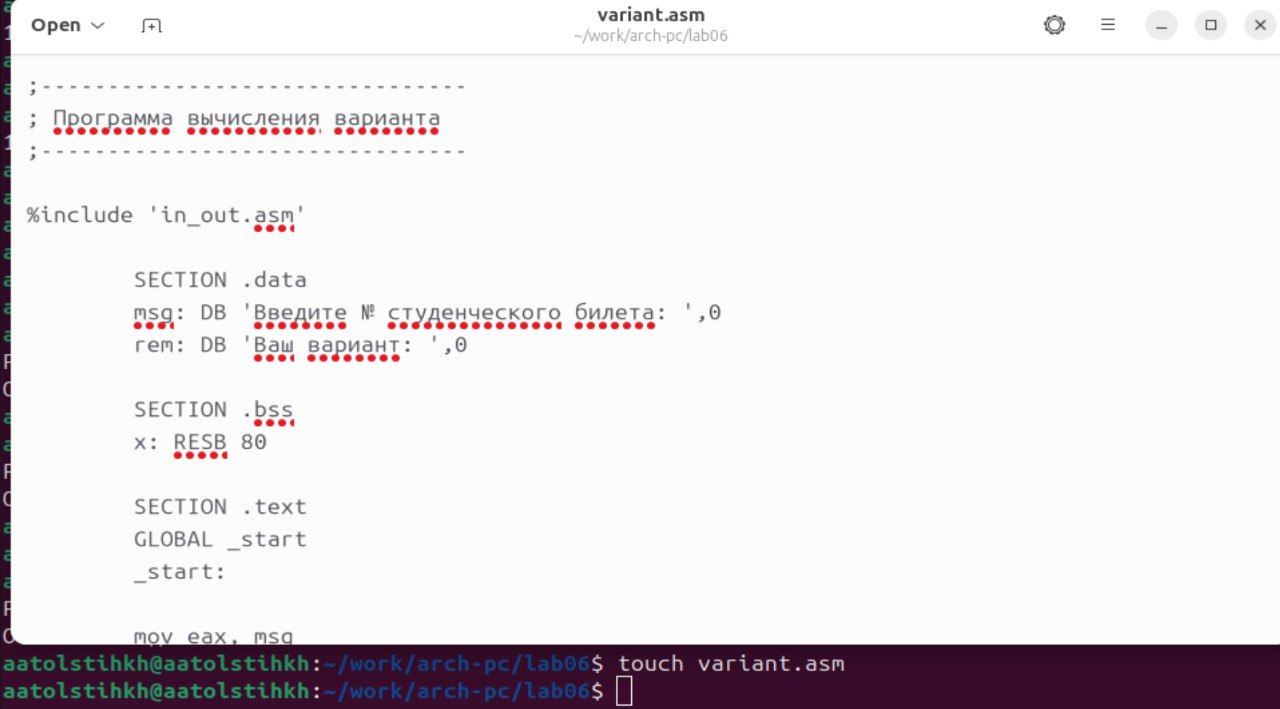 Open
variant.asm
~/work/arch-pc/lab06
;--------------------------------
; Программа вычисления варианта
;--------------------------------
%include 'in_out.asm'
SECTION .data
msg: DB 'Введите № студенческого билета: ',0
rem: DB 'Ваш вариант: ',0
SECTION .bss
x: RESB 80
SECTION .text
GLOBAL _start
_start:
mov eax, msg
aatolstihkh@aatolstihkh:~/work/arch-pc/lab06$ touch variant.asm
aatolstihkh@aatolstihkh:~/work/arch-pc/lab06$